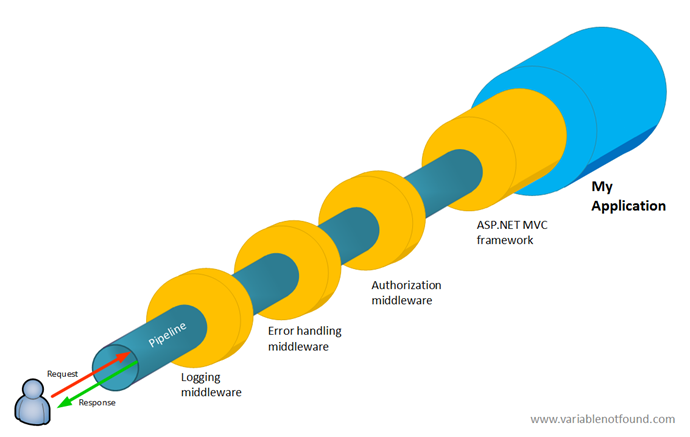 My
Application
ASP.NET MVC
framework
Authorization
middleware
Error handling
middleware
Pipeline
Logging
middleware
Request
Response
www.variablenotfound.com